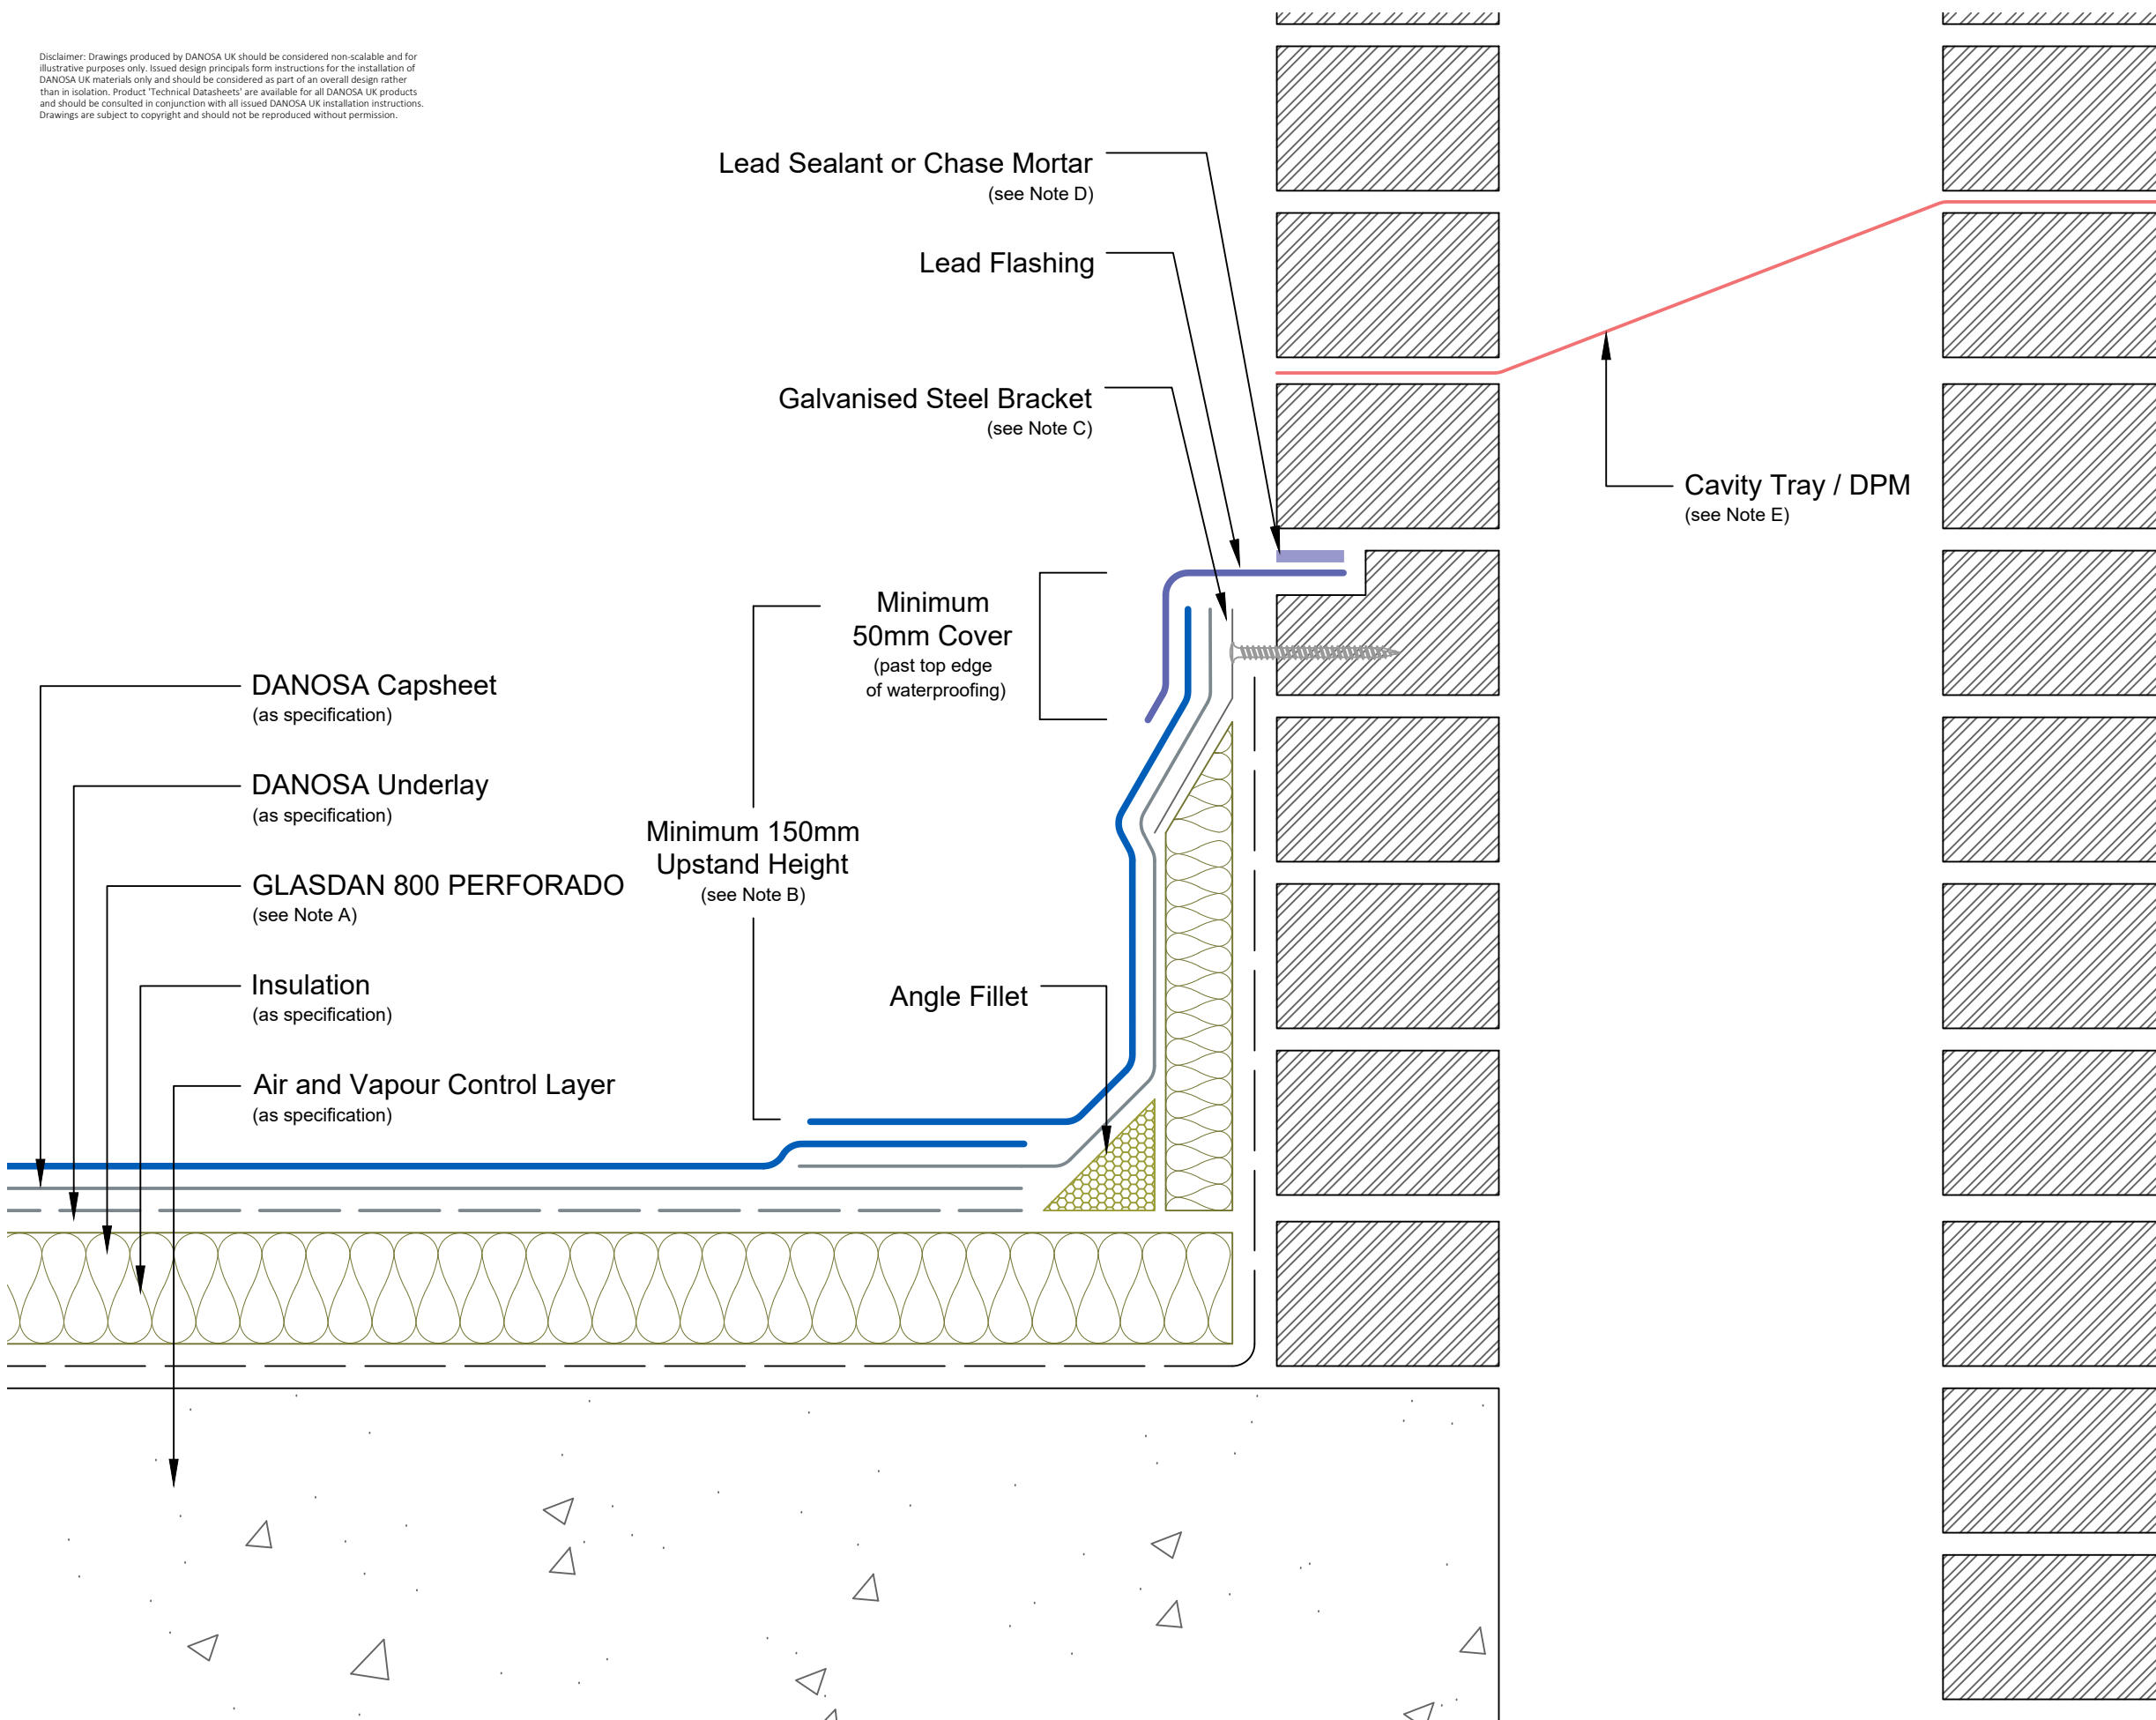 Disclaimer: Drawings produced by DANOSA UK should be considered non-scalable and for
illustrative purposes only. Issued design principals form instructions for the installation of
DANOSA UK materials only and should be considered as part of an overall design rather
than in isolation. Product 'Technical Datasheets' are available for all DANOSA UK products
and should be consulted in conjunction with all issued DANOSA UK installation instructions.
Drawings are subject to copyright and should not be reproduced without permission.
Lead Sealant or Chase Mortar
(see Note D)
Lead Flashing
Galvanised Steel Bracket
(see Note C)
Cavity Tray / DPM
(see Note E)
Minimum
50mm Cover
(past top edge
of waterproofing)
DANOSA Capsheet
(as specification)
DANOSA Underlay
(as specification)
GLASDAN 800 PERFORADO
(see Note A)
Insulation
(as specification)
Air and Vapour Control Layer
(as specification)
Minimum 150mm
Upstand Height
(see Note B)
Angle Fillet